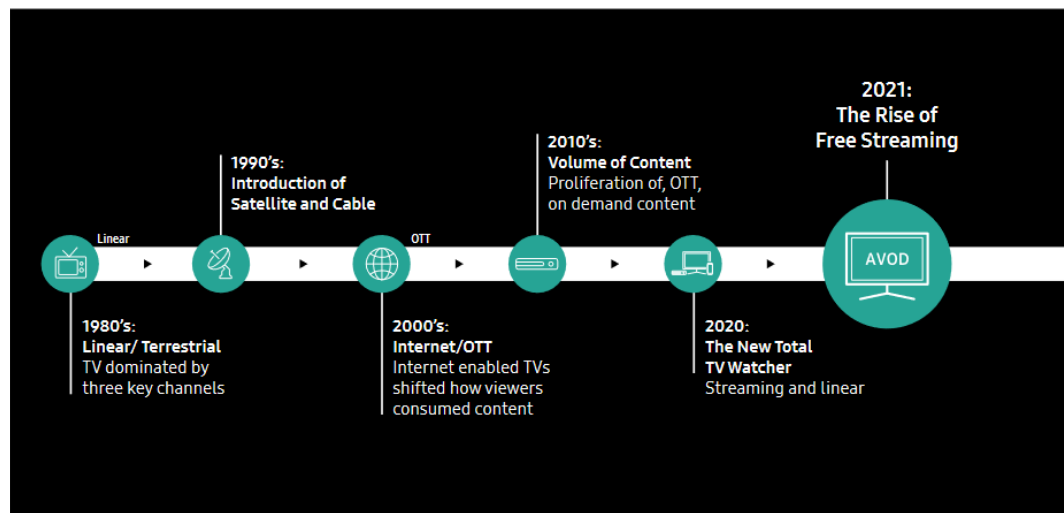 2021:
The Rise of
Free Streaming
2010's:
Volume of Content
Proliferation of, OTT,
on demand content
1990's:
Introduction of
Satellite and Cable
Linear
OTT
AVOD
1980's:
Linear/ Terrestrial
TV dominated by
three key channels
2000's:
Internet/OTT
Internet enabled TVs
shifted how viewers
consumed content
2020:
The New Total
TV Watcher
Streaming and linear